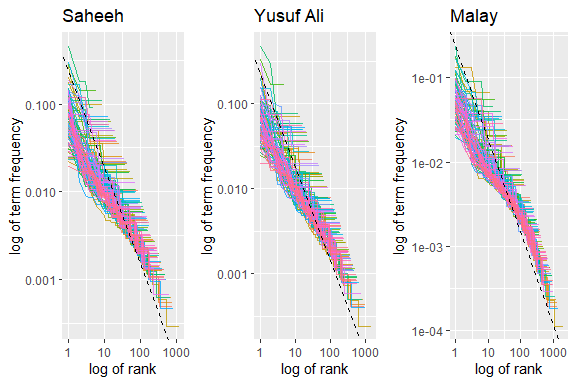 Saheeh
log of term frequency
0.100
0.010
0.001
1 10 100 1000
log of rank
Yusuf Ali
log of term frequency
0.100
0.010
0.001
1 10 100 1000
log of rank
Malay
log of term frequency
1e-01
1e-02
1e-03
1e-04
1 10 100 1000
log of rank